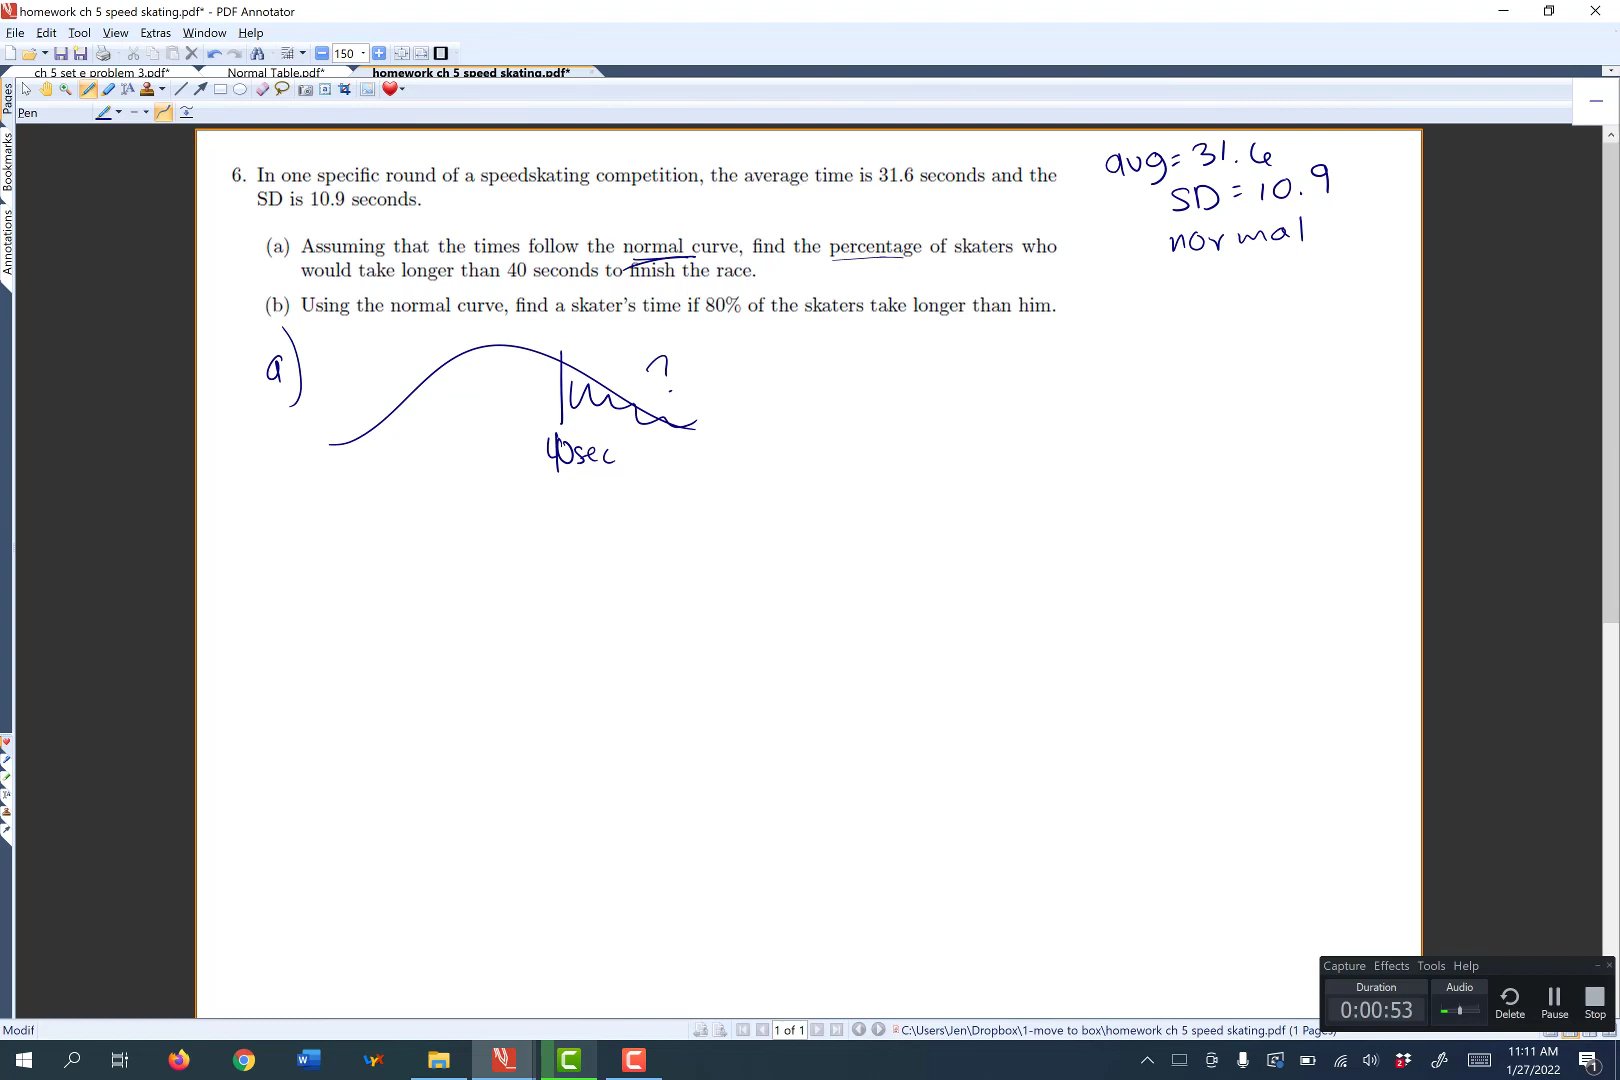 homework ch 5 speed skating.pdf* - PDF Annotator
File Edit Tool View Extras Window Help
150
ch 5 set e problem 3.pdf* Normal Table.pdf* homework ch 5 speed skating.pdf*
Pen
Pages
Bookmarks
Annotations
6. In one specific round of a speedskating competition, the average time is 31.6 seconds and the
SD is 10.9 seconds.
(a) Assuming that the times follow the normal curve, find the percentage of skaters who
would take longer than 40 seconds to finish the race.
(b) Using the normal curve, find a skater's time if 80% of the skaters take longer than him.
avg = 31.6
SD = 10.9
normal
a)
?
40sec
Capture Effects Tools Help
Duration Audio
0:00:53 Delete Pause Stop
Modif
1 of 1
C:\Users\Jen\Dropbox\1-move to box\homework ch 5 speed skating.pdf (1 Pages)
11:11 AM
1/27/2022
1